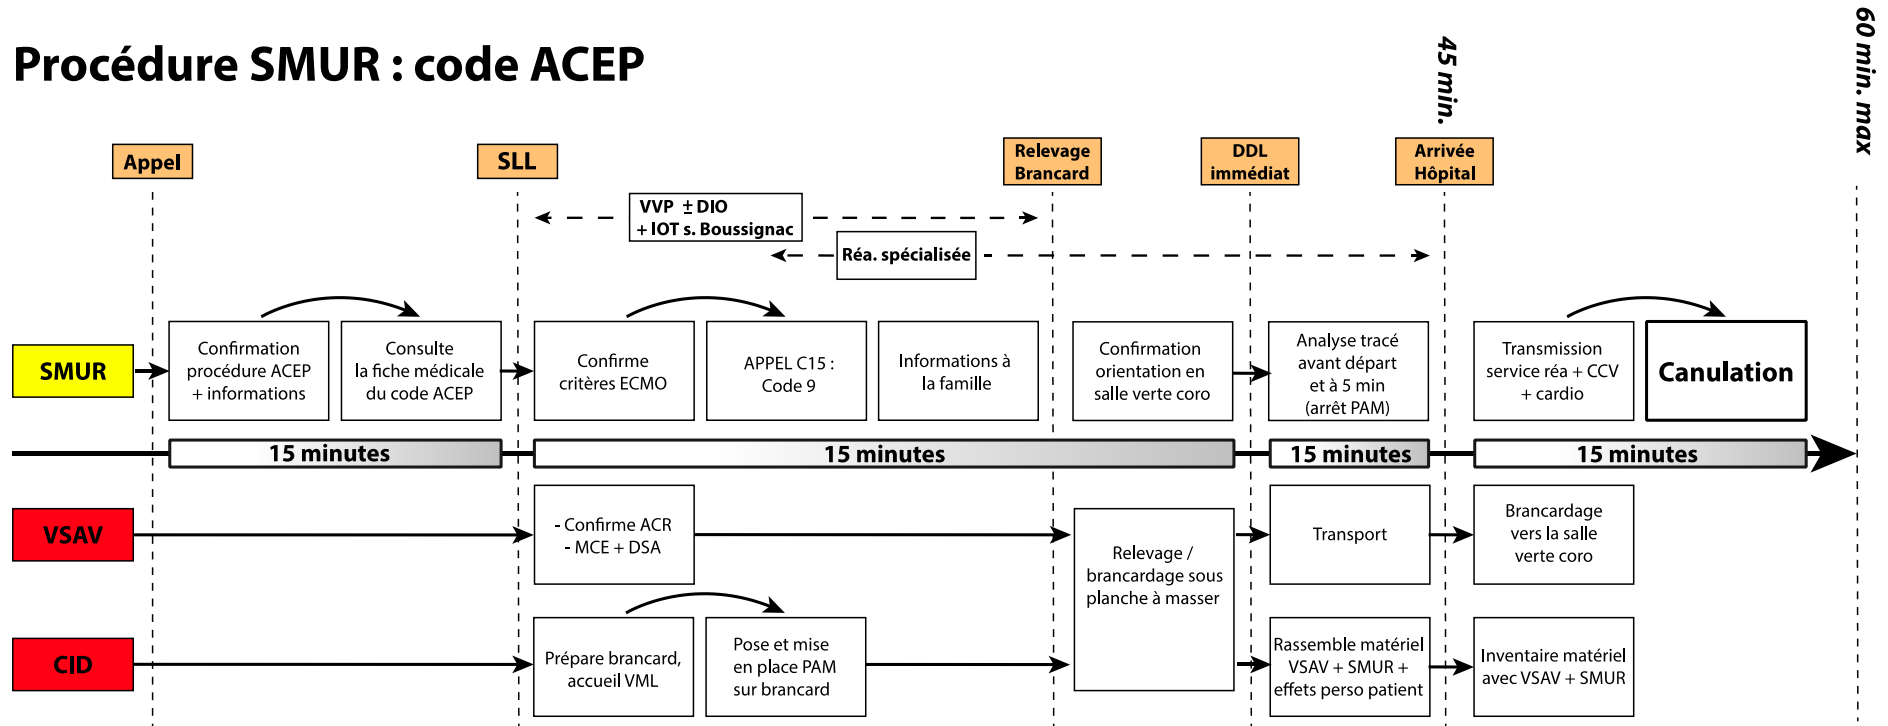 Procédure SMUR : code ACEP
45 min.
60 min. max
Appel
SLL
Relevage
Brancard
DDL
immédiat
Arrivée
Hôpital
VVP ± DIO
+ IOT s. Boussignac
Réa. spécialisée
SMUR
Confirmation
procédure ACEP
+ informations
Consulte
la fiche médicale
du code ACEP
Confirme
critères ECMO
APPEL C15 :
Code 9
Informations à
la famille
Confirmation
orientation en
salle verte coro
Analyse tracé
avant départ
et à 5 min
(arrêt PAM)
Transmission
service réa + CCV
+ cardio
Canulation
15 minutes
15 minutes
15 minutes
15 minutes
VSAV
- Confirme ACR
- MCE + DSA
Relevage /
brancardage sous
planche à masser
Transport
Brancardage
vers la salle
verte coro
CID
Prépare brancard,
accueil VML
Pose et mise
en place PAM
sur brancard
Rassemble matériel
VSAV + SMUR +
effets perso patient
Inventaire matériel
avec VSAV + SMUR